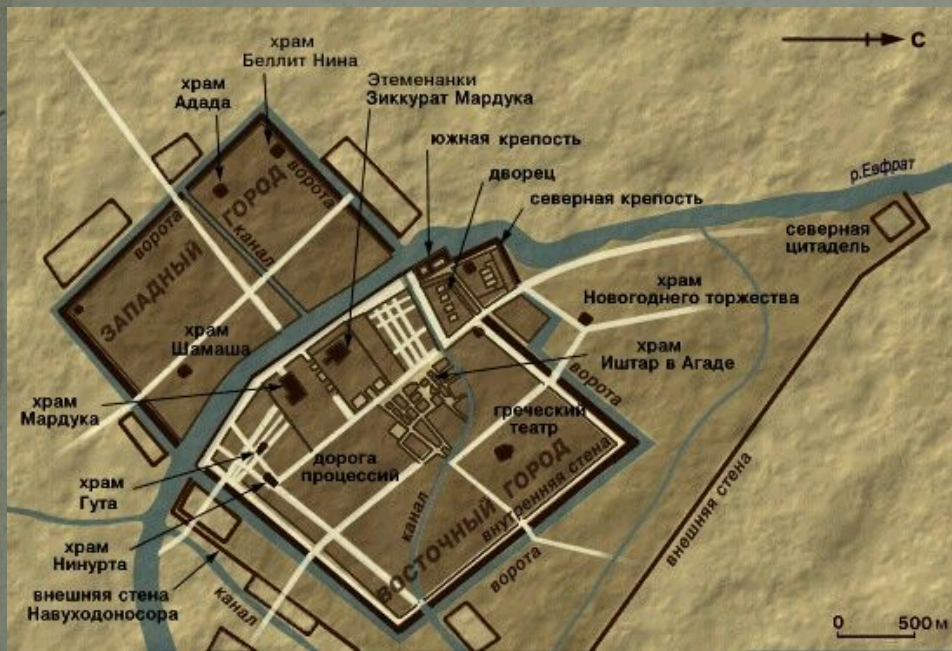 С
храм
Беллит Нина
Этеменанки
Зиккурат Мардука
храм
Адада
южная крепость
дворец
северная крепость
р.Евфрат
северная
цитадель
ворота
ворота
ЗАПАДНЫЙ
ГОРОД
канал
храм
Новогоднего торжества
храм
Шамаша
храм
Иштар в Агаде
ворота
храм
Мардука
греческий
театр
дорога
процессий
храм
Гута
канал
ВОСТОЧНЫЙ ГОРОД
внутренняя стена
внешняя стена
храм
Нинурта
ворота
внешняя стена
Навуходоносора
канал
0 500 м